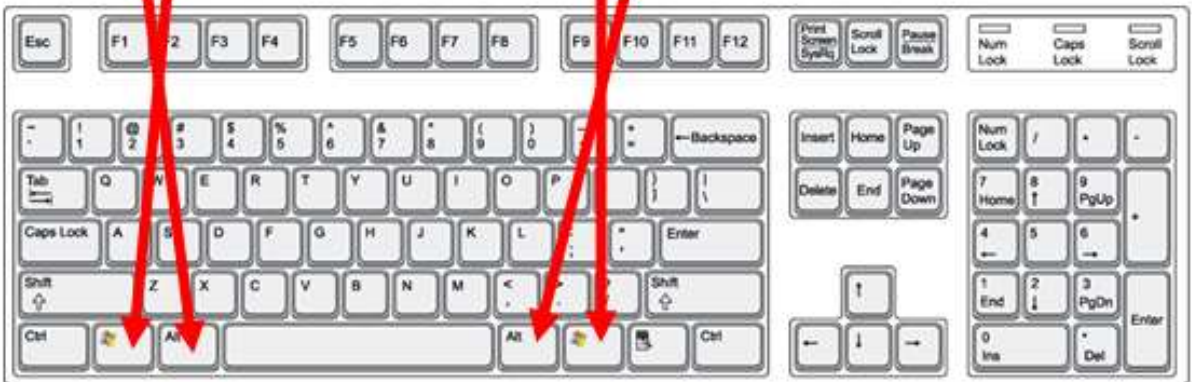 Esc F1 F2 F3 F4 F5 F6 F7 F8 F9 F10 F11 F12 Print Screen SysRq Scroll Lock Pause Break Num Lock Caps Lock Scroll Lock
~ ! @ # $ % ^ & * ( ) _ +
` 1 2 3 4 5 6 7 8 9 0 = ←Backspace Insert Home Page Up Num Lock / * -
Tab Q W E R T Y U I O P } ] | \ Delete End Page Down 7 Home 8 ↑ 9 PgUp +
Caps Lock A S D F G H J K L : ; " ' Enter 4 ← 5 6 →
Shift Z X C V B N M < , > ? Shift ↑ 1 End 2 ↓ 3 PgDn Enter
Ctrl Alt Alt Ctrl ← ↓ → 0 Ins . Del